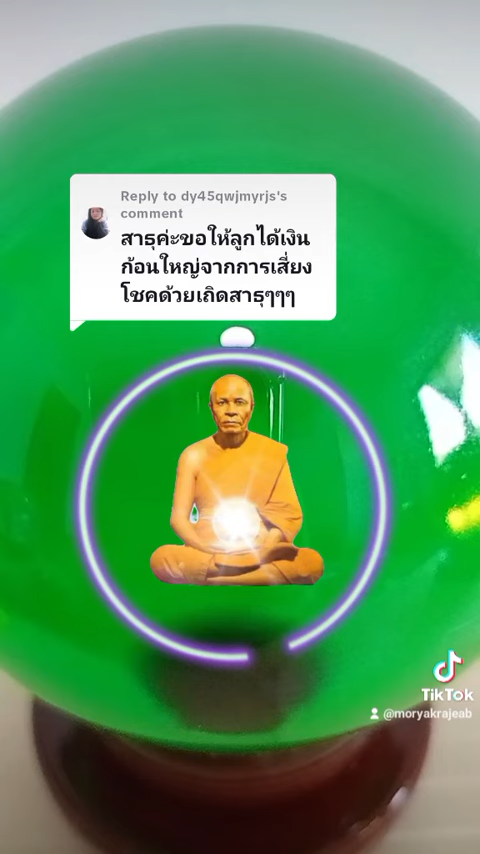 Reply to dy45qwjmyrjs's
comment
สาธุค่ะขอให้ลูกได้เงิน
ก้อนใหญ่จากการเสี่ยง
โชคด้วยเถิดสาธุๆๆๆ
TikTok
@moryakrajeab